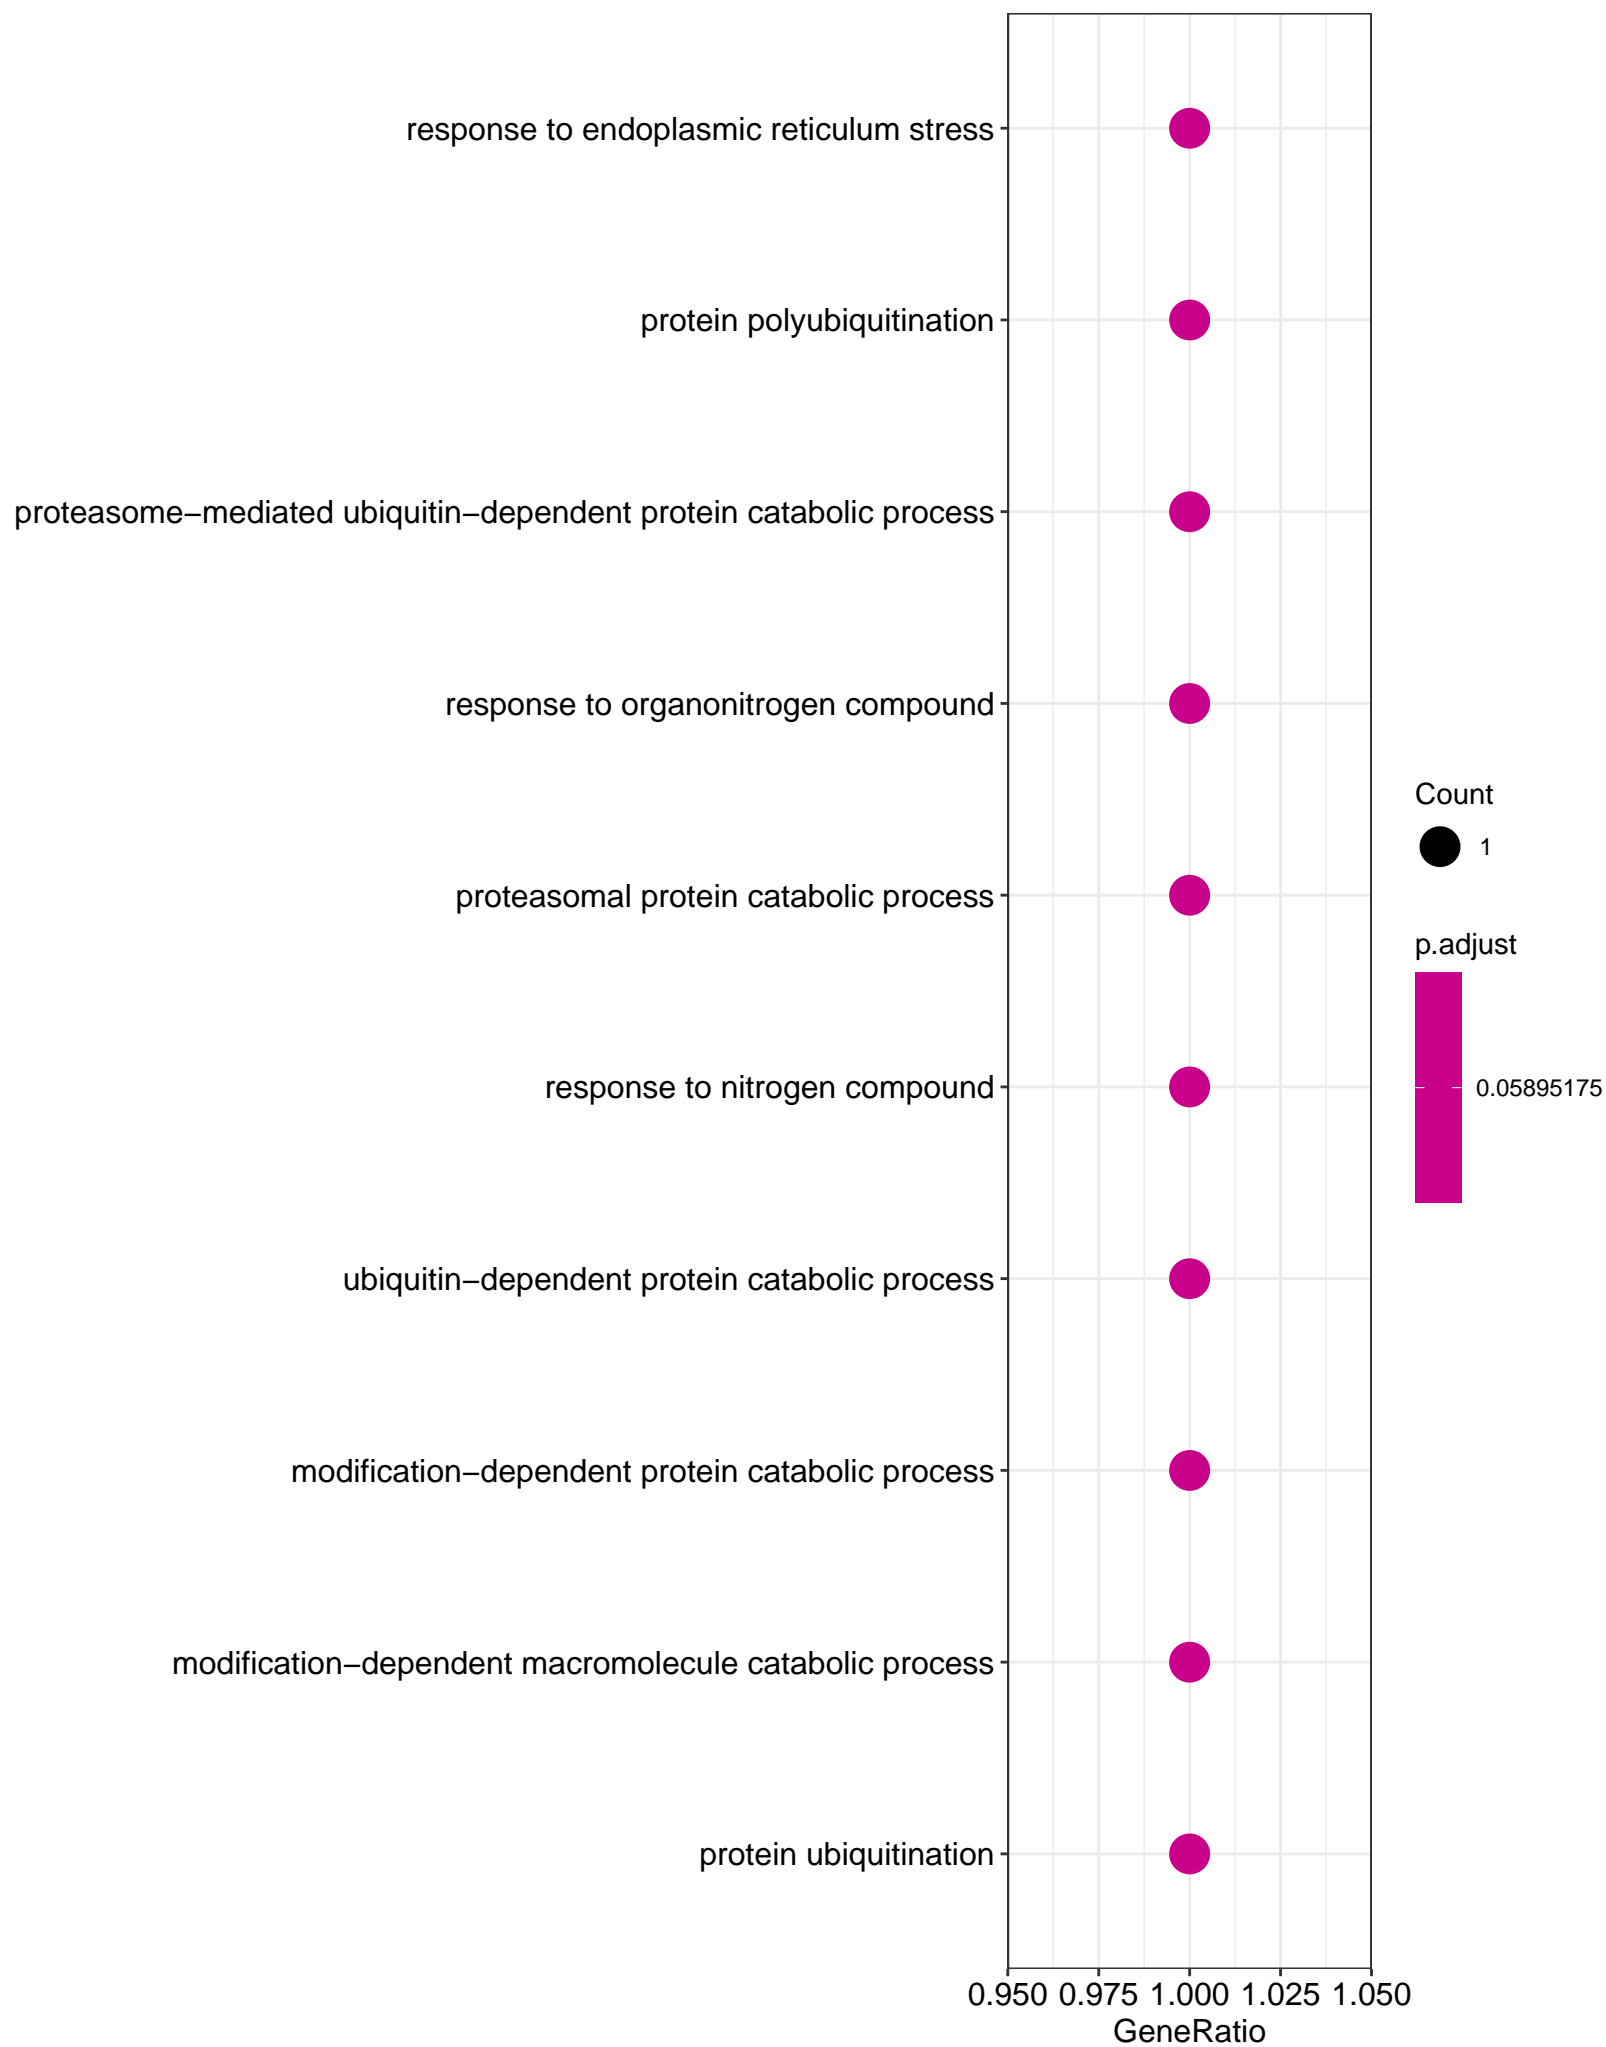 response to endoplasmic reticulum stress
protein polyubiquitination
proteasome−mediated ubiquitin−dependent protein catabolic process
response to organonitrogen compound
proteasomal protein catabolic process
response to nitrogen compound
ubiquitin−dependent protein catabolic process
modification−dependent protein catabolic process
modification−dependent macromolecule catabolic process
protein ubiquitination
0.950 0.975 1.000 1.025 1.050
GeneRatio
Count
1
p.adjust
0.05895175